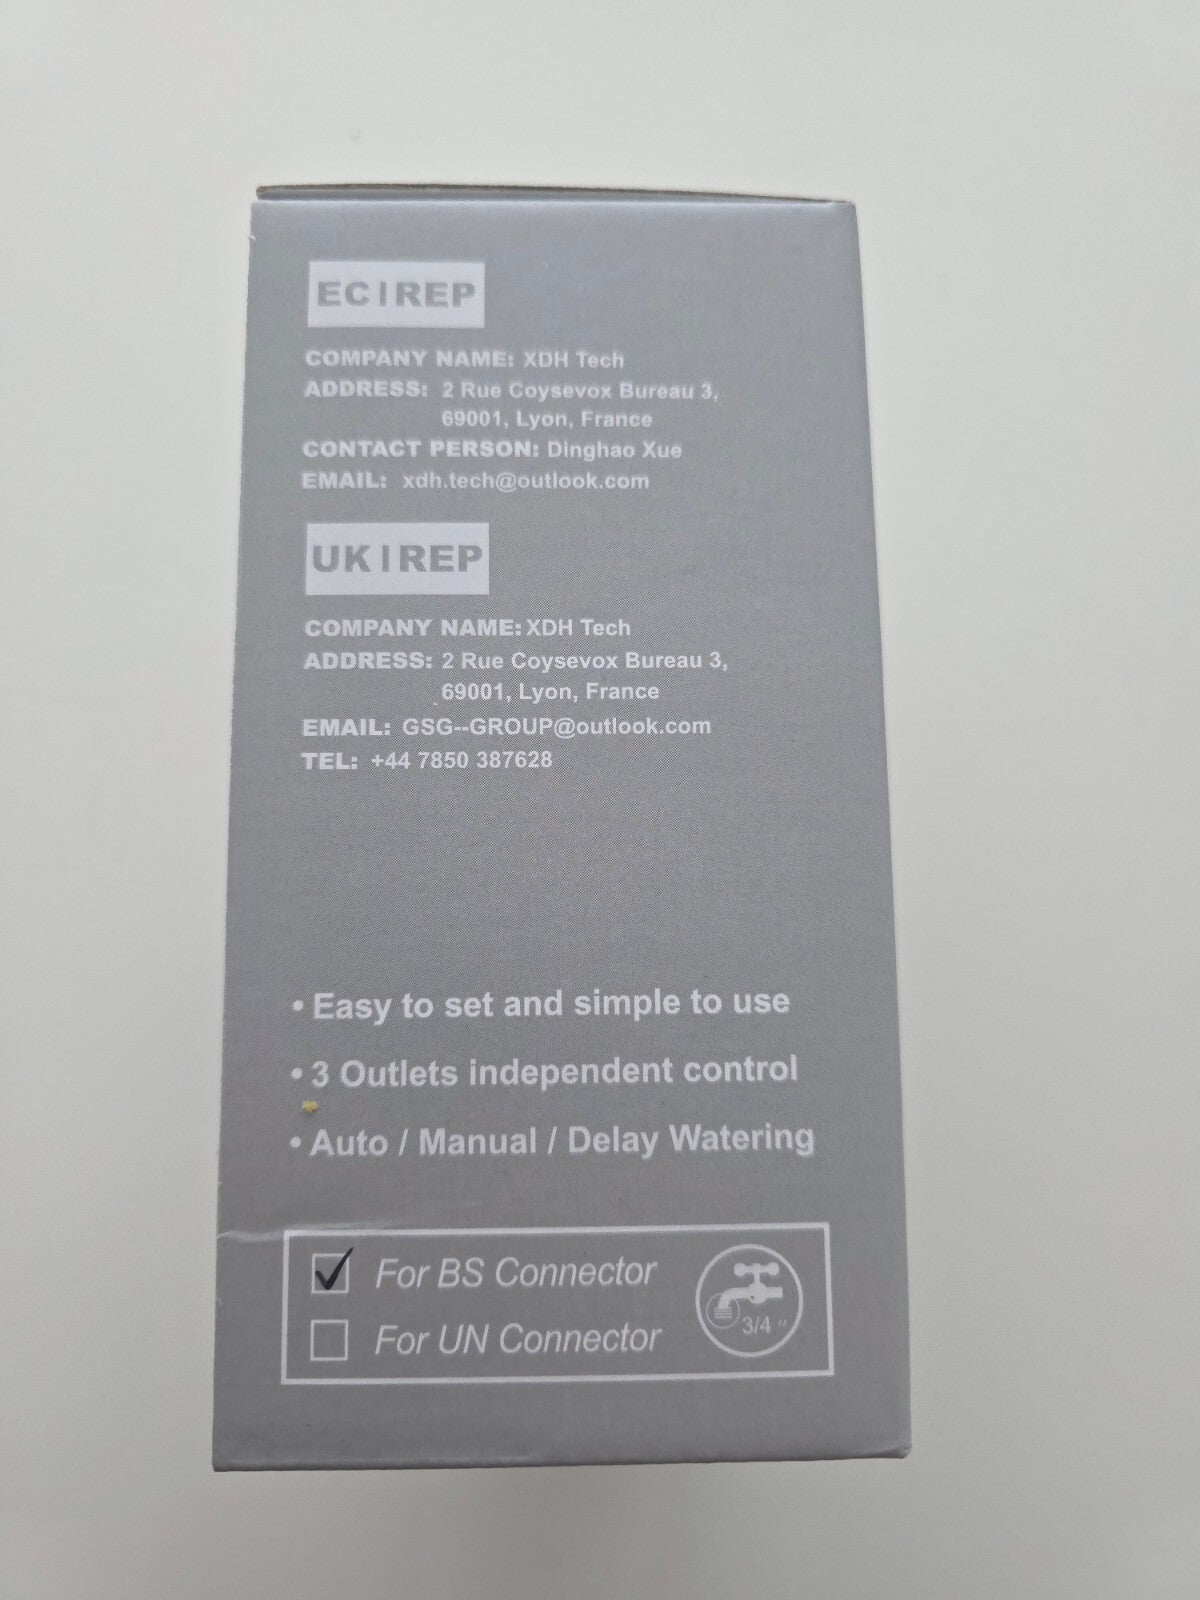 EC|REP
COMPANY NAME: XDH Tech
ADDRESS: 2 Rue Coysevox Bureau 3,
69001, Lyon, France
CONTACT PERSON: Dinghao Xue
EMAIL: xdh.tech@outlook.com
UK|REP
COMPANY NAME: XDH Tech
ADDRESS: 2 Rue Coysevox Bureau 3,
69001, Lyon, France
EMAIL: GSG--GROUP@outlook.com
TEL: +44 7850 387628
• Easy to set and simple to use
• 3 Outlets independent control
• Auto / Manual / Delay Watering
For BS Connector
For UN Connector
3/4 "